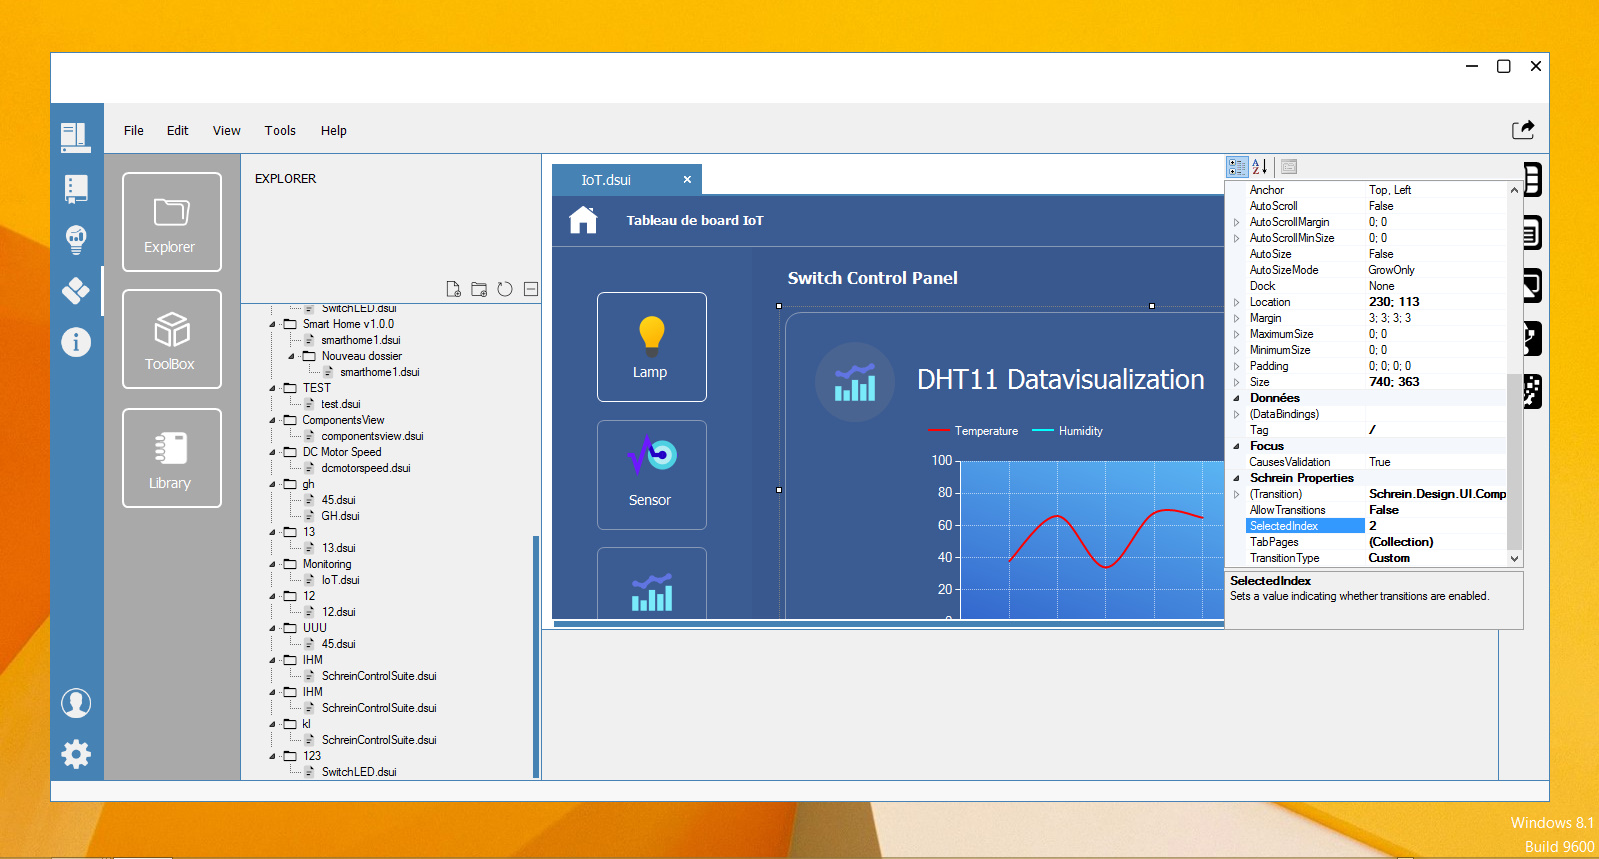 File Edit View Tools Help
Explorer
ToolBox
Library
EXPLORER
SwitchLED.dsui
Smart Home v1.0.0
smarthome1.dsui
Nouveau dossier
smarthome1.dsui
TEST
test.dsui
ComponentsView
componentsview.dsui
DC Motor Speed
dcmotorspeed.dsui
gh
45.dsui
GH.dsui
13
13.dsui
Monitoring
IoT.dsui
12
12.dsui
UUU
45.dsui
IHM
SchreinControlSuite.dsui
IHM
SchreinControlSuite.dsui
kl
SchreinControlSuite.dsui
123
SwitchLED.dsui
IoT.dsui
Tableau de board IoT
Lamp
Sensor
Switch Control Panel
DHT11 Datavisualization
Temperature Humidity
100
80
60
40
20
Anchor Top, Left
AutoScroll False
AutoScrollMargin 0; 0
AutoScrollMinSize 0; 0
AutoSize False
AutoSizeMode GrowOnly
Dock None
Location 230; 113
Margin 3; 3; 3; 3
MaximumSize 0; 0
MinimumSize 0; 0
Padding 0; 0; 0; 0
Size 740; 363
Données
(DataBindings)
Tag /
Focus
CausesValidation True
Schrein Properties
(Transition) Schrein.Design.UI.Comp
AllowTransitions False
SelectedIndex 2
TabPages (Collection)
TransitionType Custom
SelectedIndex
Sets a value indicating whether transitions are enabled.
Windows 8.1
Build 9600